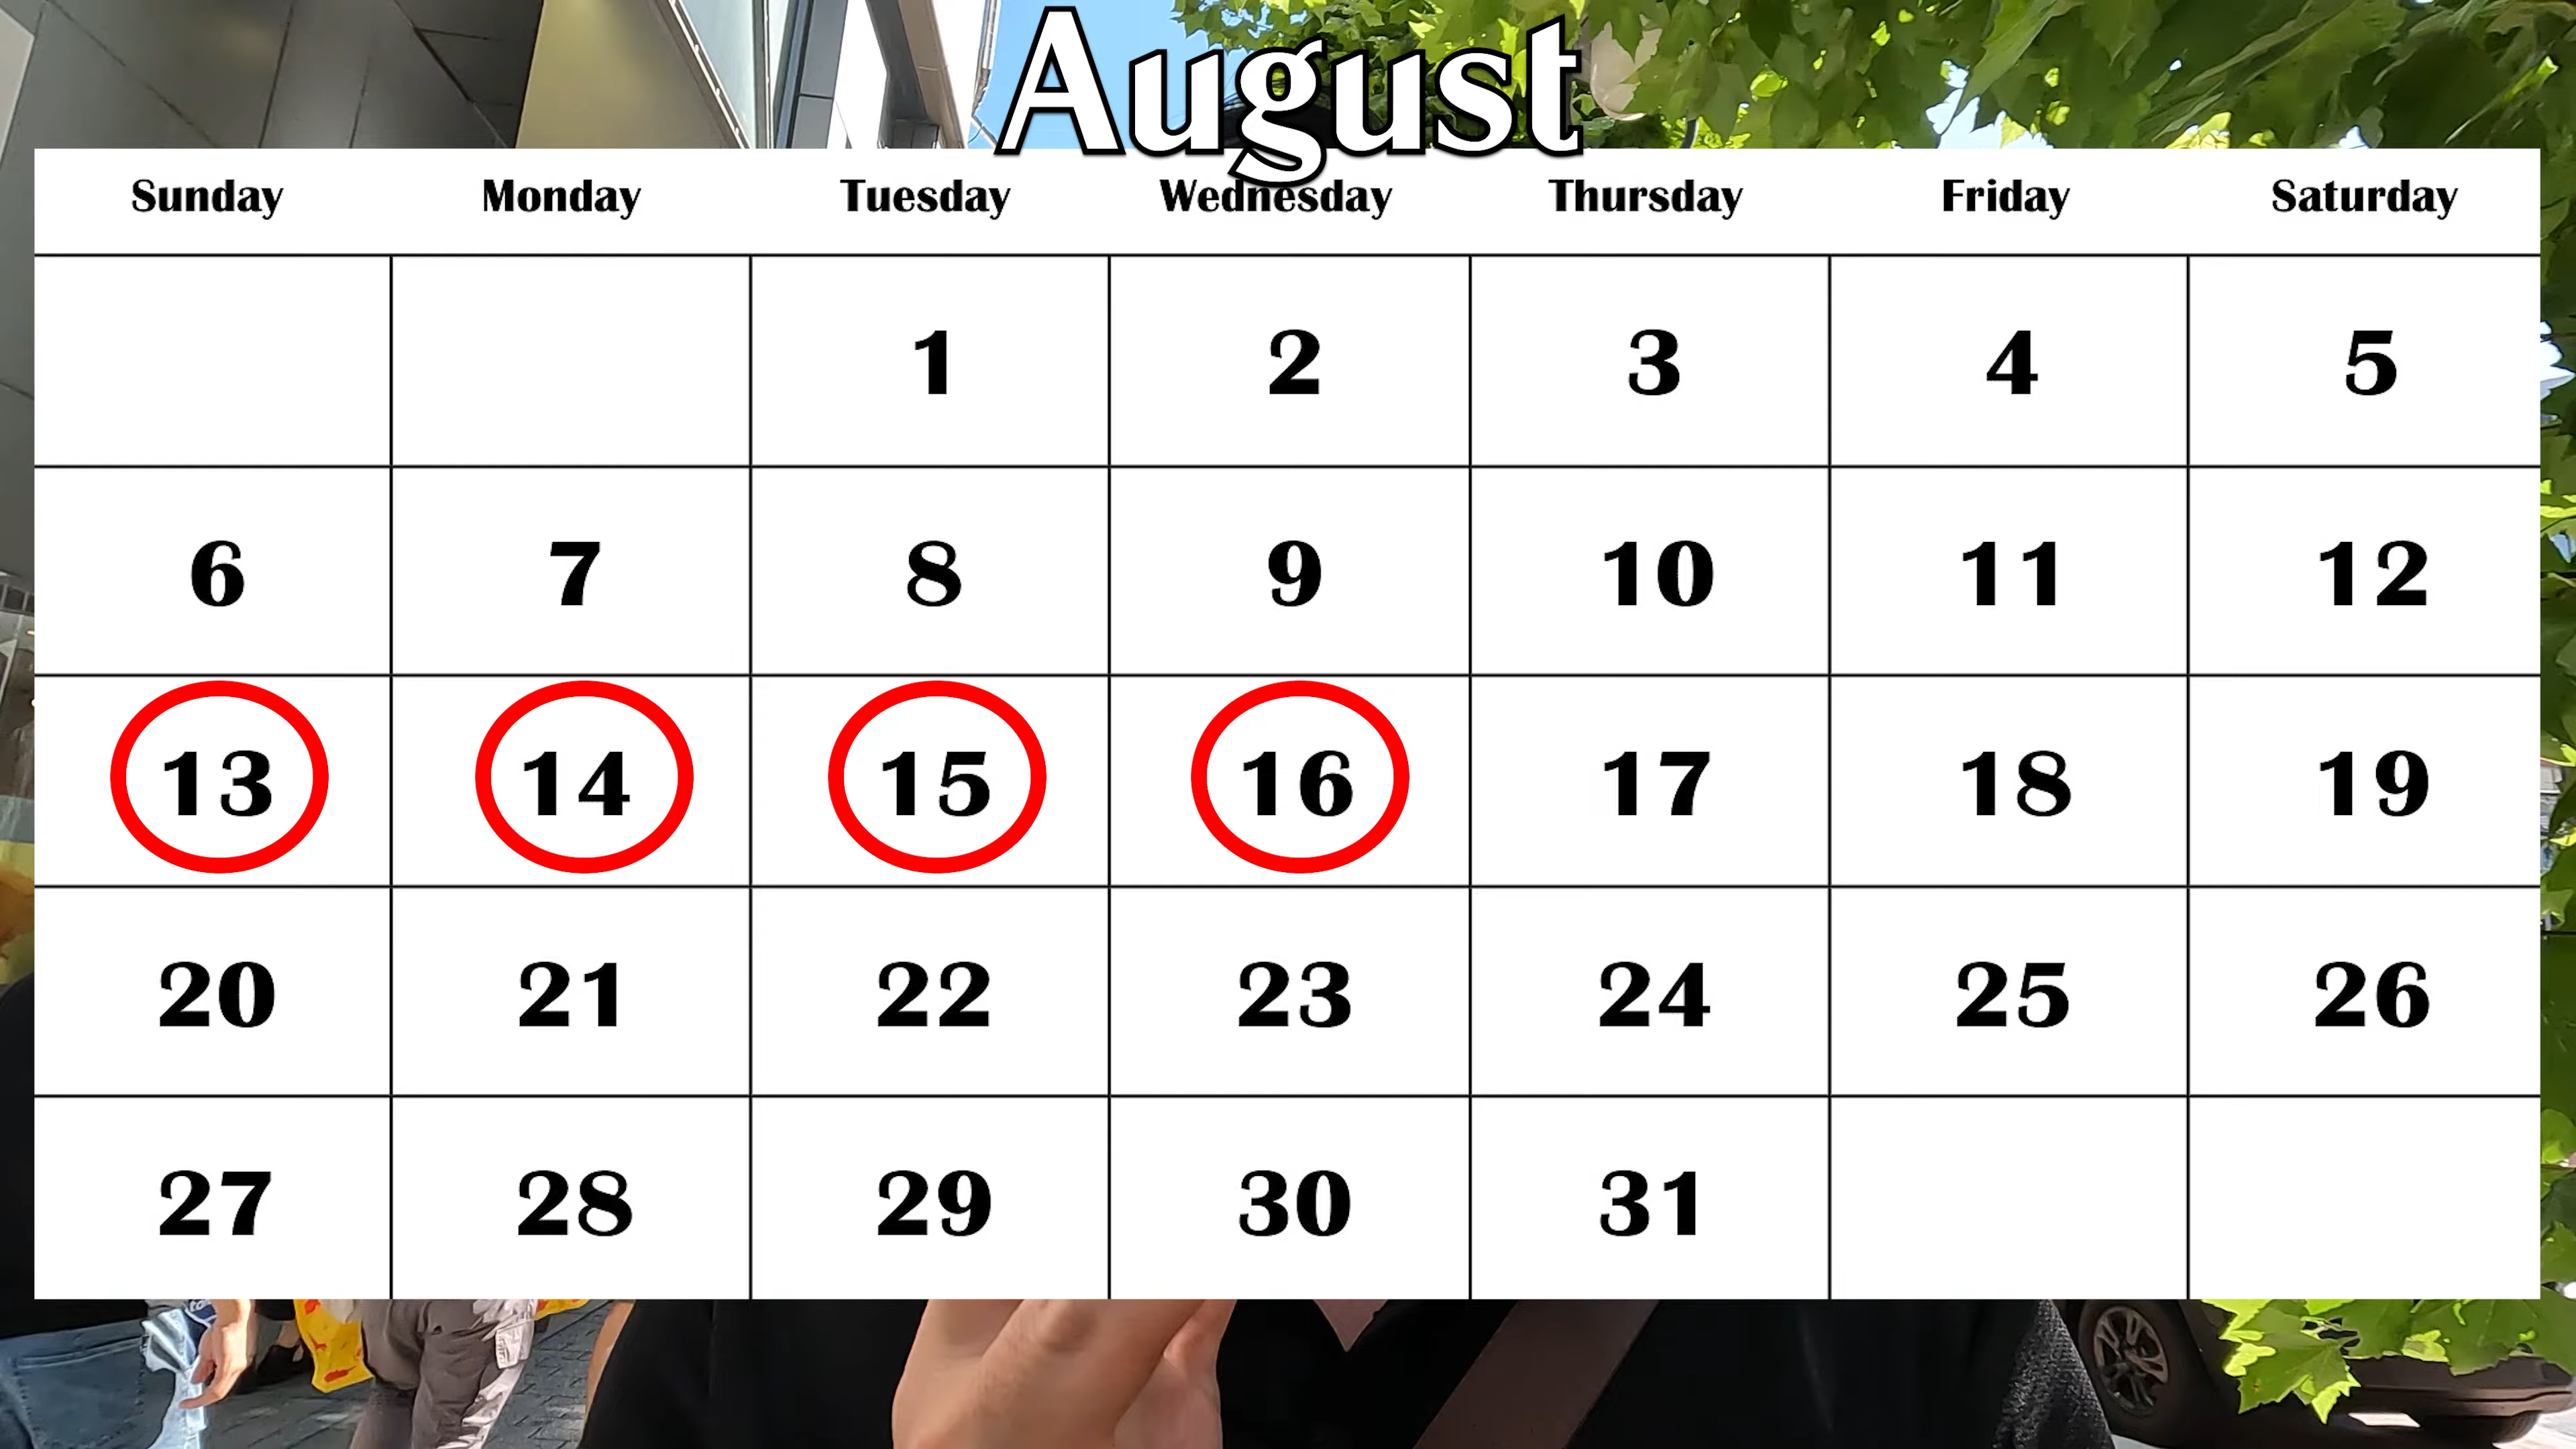 August
Sunday Monday Tuesday Wednesday Thursday Friday Saturday
1 2 3 4 5
6 7 8 9 10 11 12
13 14 15 16 17 18 19
20 21 22 23 24 25 26
27 28 29 30 31